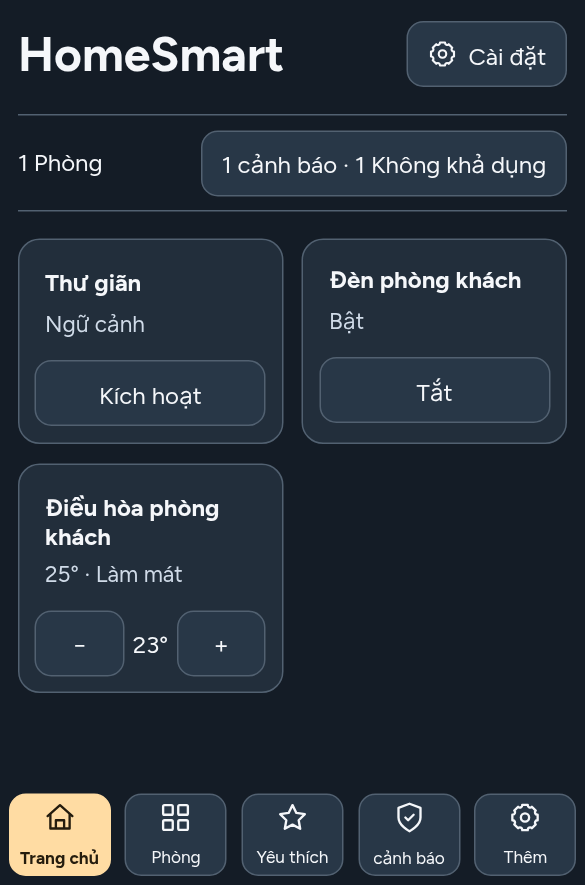 HomeSmart
Cài đặt
1 Phòng
1 cảnh báo · 1 Không khả dụng
Thư giãn
Ngữ cảnh
Kích hoạt
Đèn phòng khách
Bật
Tắt
Điều hòa phòng
khách
25° · Làm mát
− 23° +
Trang chủ
Phòng
Yêu thích
cảnh báo
Thêm